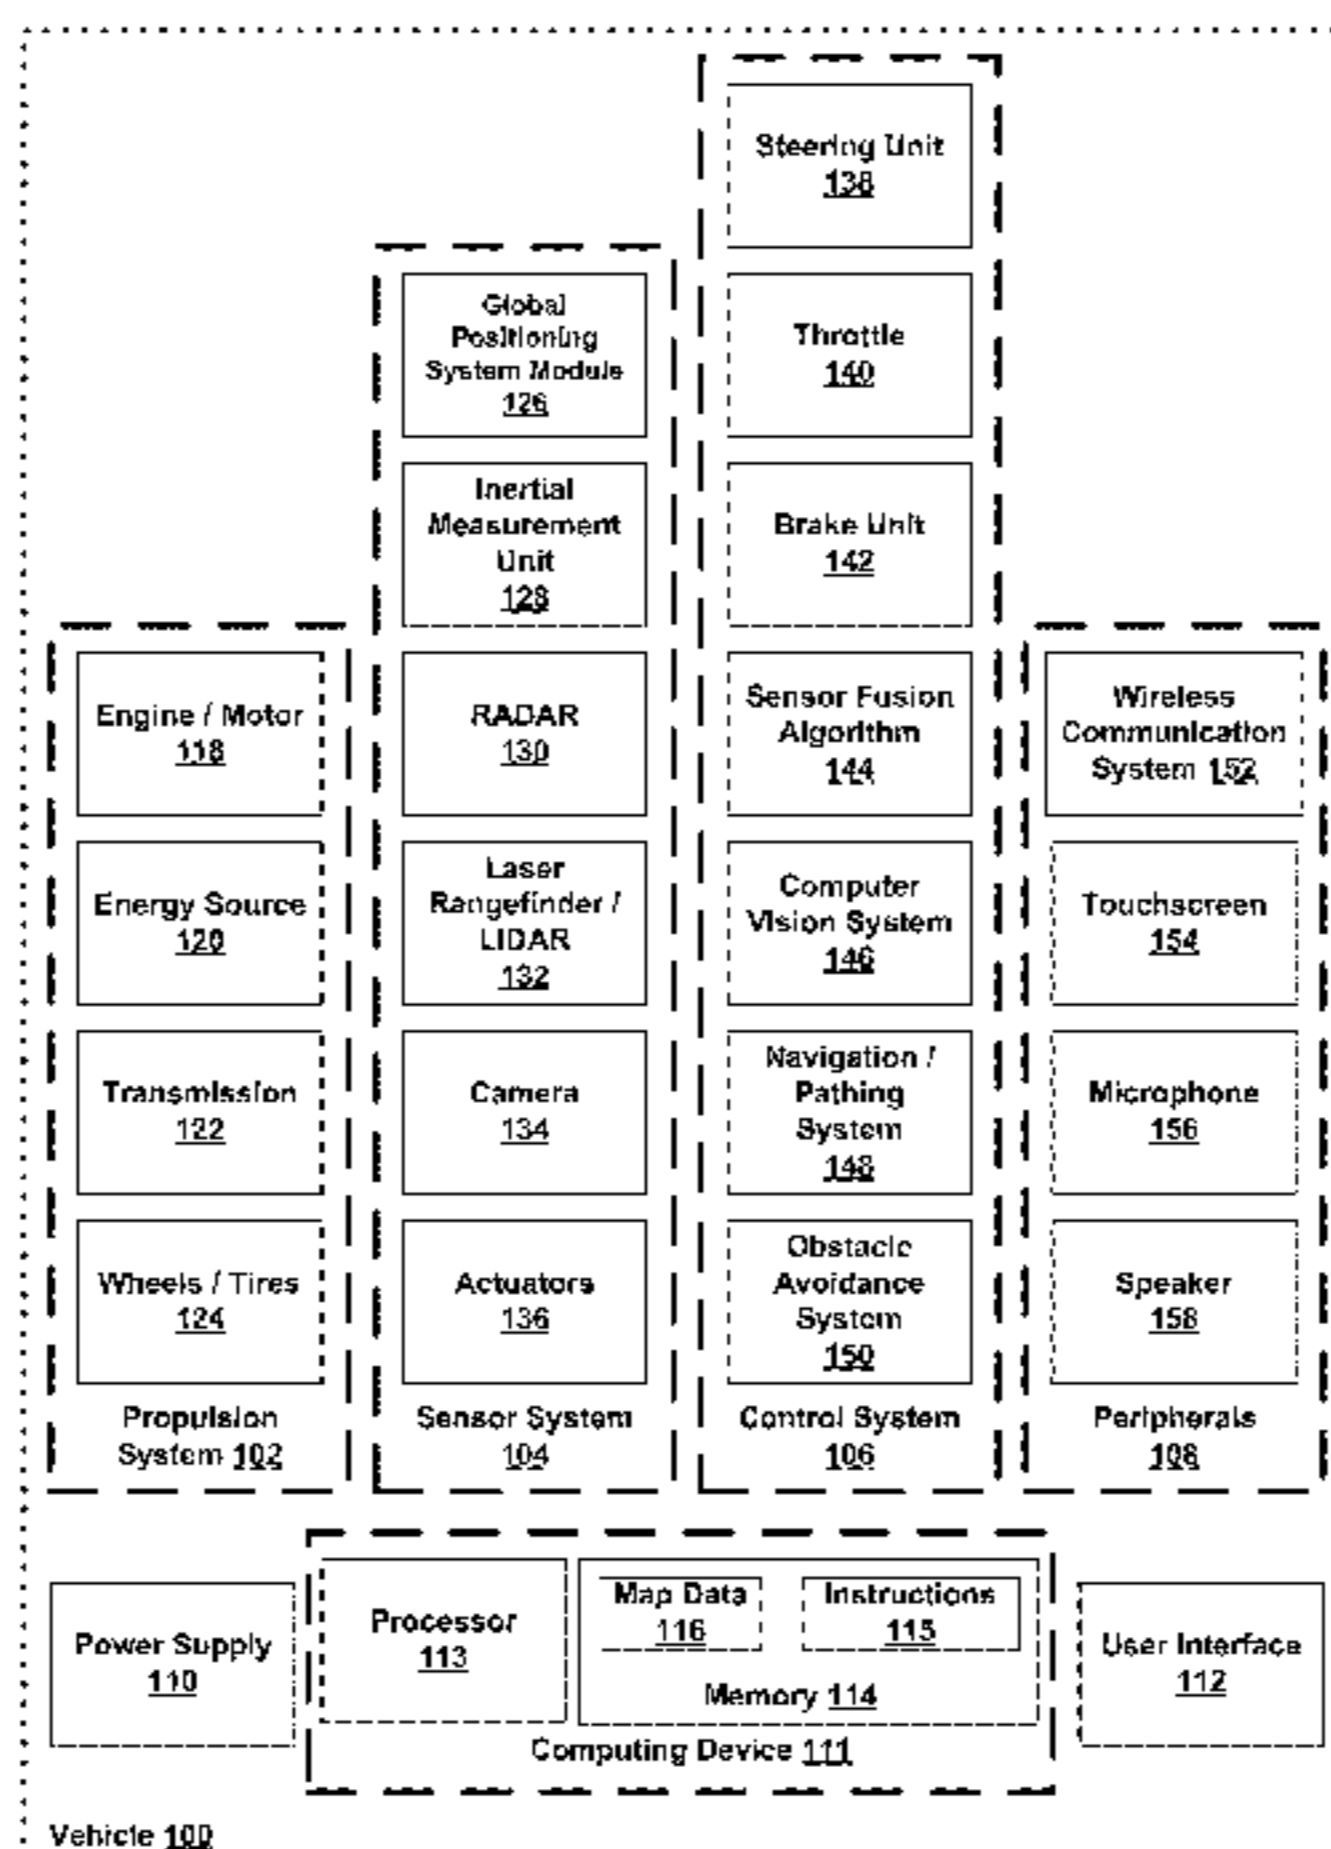 Steering Unit
138
Global
Positioning
System Module
126
Throttle
140
Inertial
Measurement
Unit
128
Brake Unit
142
Engine / Motor
118
RADAR
130
Sensor Fusion
Algorithm
144
Wireless
Communication
System 152
Energy Source
120
Laser
Rangefinder /
LIDAR
132
Computer
Vision System
146
Touchscreen
154
Transmission
122
Camera
134
Navigation /
Pathing
System
148
Microphone
156
Wheels / Tires
124
Actuators
136
Obstacle
Avoidance
System
150
Speaker
158
Propulsion
System 102
Sensor System
104
Control System
106
Peripherals
108
Power Supply
110
Processor
113
Map Data
116
Instructions
115
Memory 114
Computing Device 111
User Interface
112
Vehicle 100